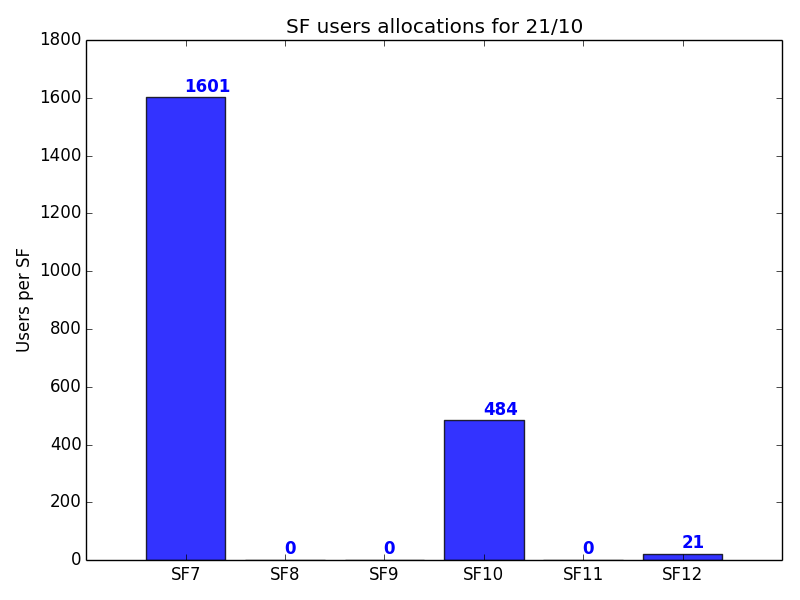 SF users allocations for 21/10
Users per SF
1800
1600
1400
1200
1000
800
600
400
200
0
1601
0
0
484
0
21
SF7
SF8
SF9
SF10
SF11
SF12